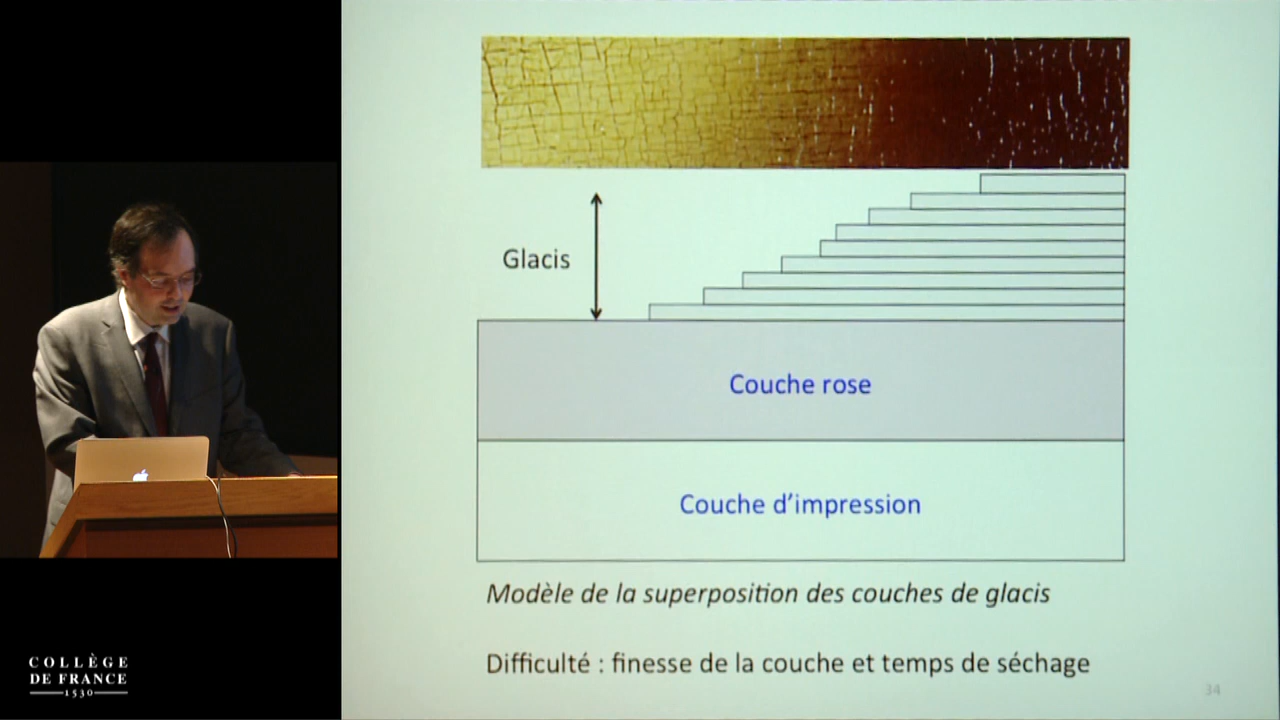 Glacis
Couche rose
Couche d’impression
Modèle de la superposition des couches de glacis
Difficulté : finesse de la couche et temps de séchage
34
COLLÈGE
DE FRANCE
1530